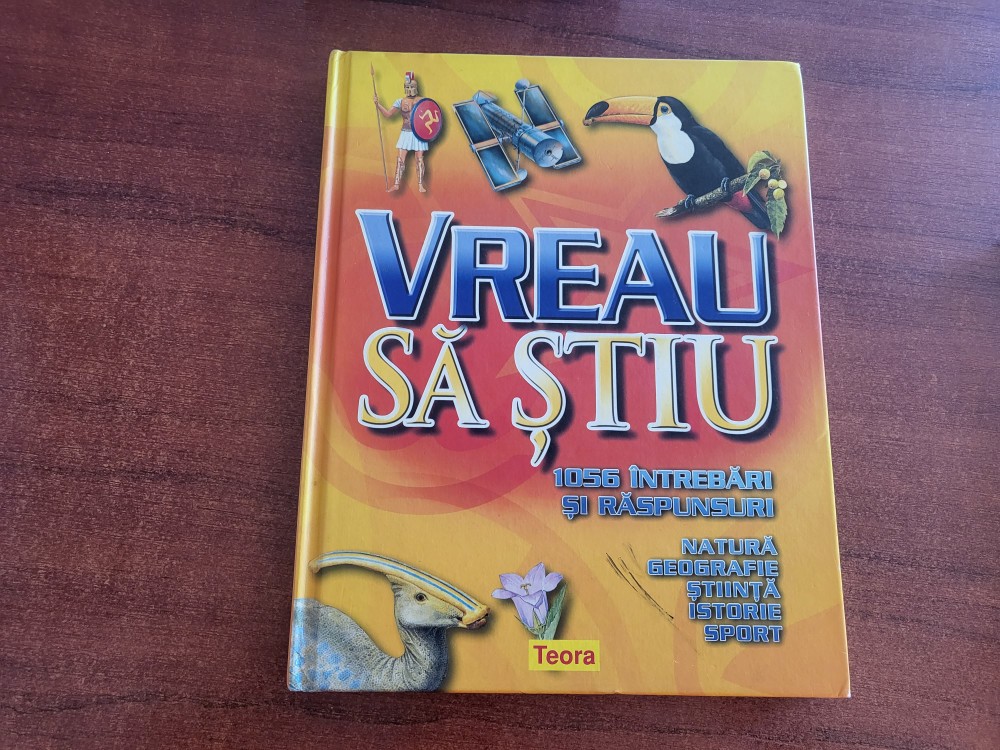 VREAU
SĂ ȘTIU
1056 ÎNTREBĂRI
ȘI RĂSPUNSURI
NATURĂ
GEOGRAFIE
ȘTIINȚĂ
ISTORIE
SPORT
Teora